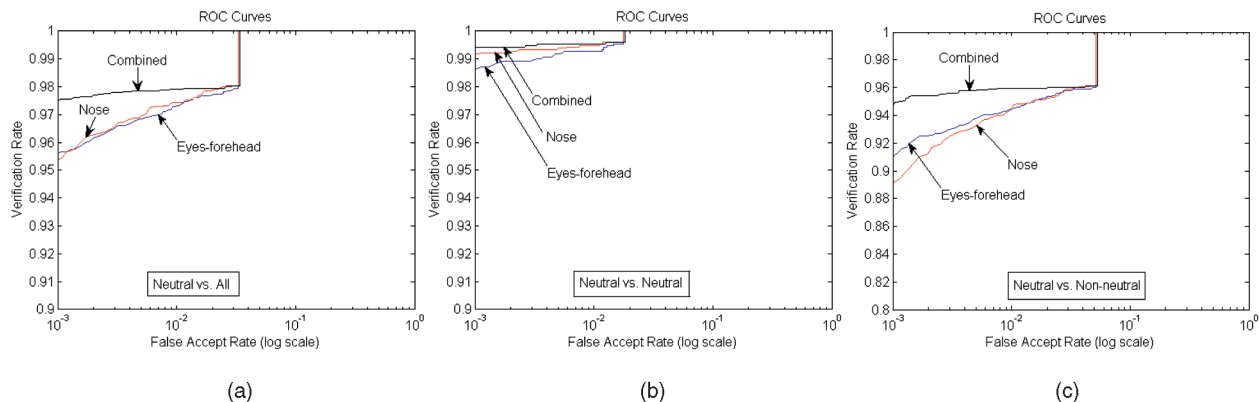 ROC Curves
1
0.99
0.98
0.97
0.96
0.95
0.94
0.93
0.92
0.91
0.9
Verification Rate
Combined
Nose
Eyes-forehead
Neutral vs. All
10^-3
10^-2
10^-1
10^0
False Accept Rate (log scale)
(a)
ROC Curves
1
0.99
0.98
0.97
0.96
0.95
0.94
0.93
0.92
0.91
0.9
Verification Rate
Combined
Nose
Eyes-forehead
Neutral vs. Neutral
10^-3
10^-2
10^-1
10^0
False Accept Rate (log scale)
(b)
ROC Curves
1
0.98
0.96
0.94
0.92
0.9
0.88
0.86
0.84
0.82
0.8
Verification Rate
Combined
Nose
Eyes-forehead
Neutral vs. Non-neutral
10^-3
10^-2
10^-1
10^0
False Accept Rate (log scale)
(c)